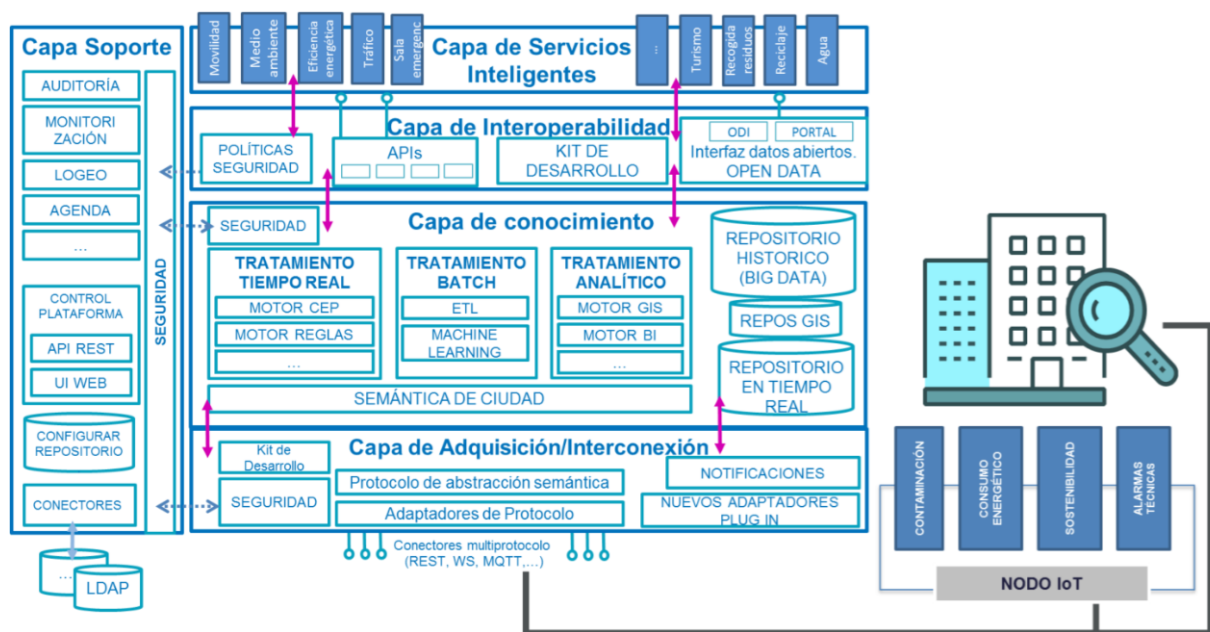 Capa Soporte
AUDITORÍA
MONITORI
ZACIÓN
LOGEO
AGENDA
...
CONTROL
PLATAFORMA
API REST
UI WEB
CONFIGURAR
REPOSITORIO
CONECTORES
...
LDAP
SEGURIDAD
Movilidad
Medio
ambiente
Eficiencia
energética
Tráfico
Sala
emergenc
Capa de Servicios
Inteligentes
...
Turismo
Recogida
residuos
Reciclaje
Agua
Capa de Interoperabilidad
POLÍTICAS
SEGURIDAD
APIs
KIT DE
DESARROLLO
ODI
PORTAL
Interfaz datos abiertos.
OPEN DATA
Capa de conocimiento
SEGURIDAD
TRATAMIENTO
TIEMPO REAL
MOTOR CEP
MOTOR REGLAS
...
TRATAMIENTO
BATCH
ETL
MACHINE
LEARNING
TRATAMIENTO
ANALÍTICO
MOTOR GIS
MOTOR BI
...
REPOSITORIO
HISTORICO
(BIG DATA)
REPOS GIS
REPOSITORIO
EN TIEMPO
REAL
SEMÁNTICA DE CIUDAD
Capa de Adquisición/Interconexión
Kit de
Desarrollo
SEGURIDAD
Protocolo de abstracción semántica
Adaptadores de Protocolo
NOTIFICACIONES
NUEVOS ADAPTADORES
PLUG IN
Conectores multiprotocolo
(REST, WS, MQTT,...)
CONTAMINACIÓN
CONSUMO
ENERGÉTICO
SOSTENIBILIDAD
ALARMAS
TECNICAS
NODO IoT